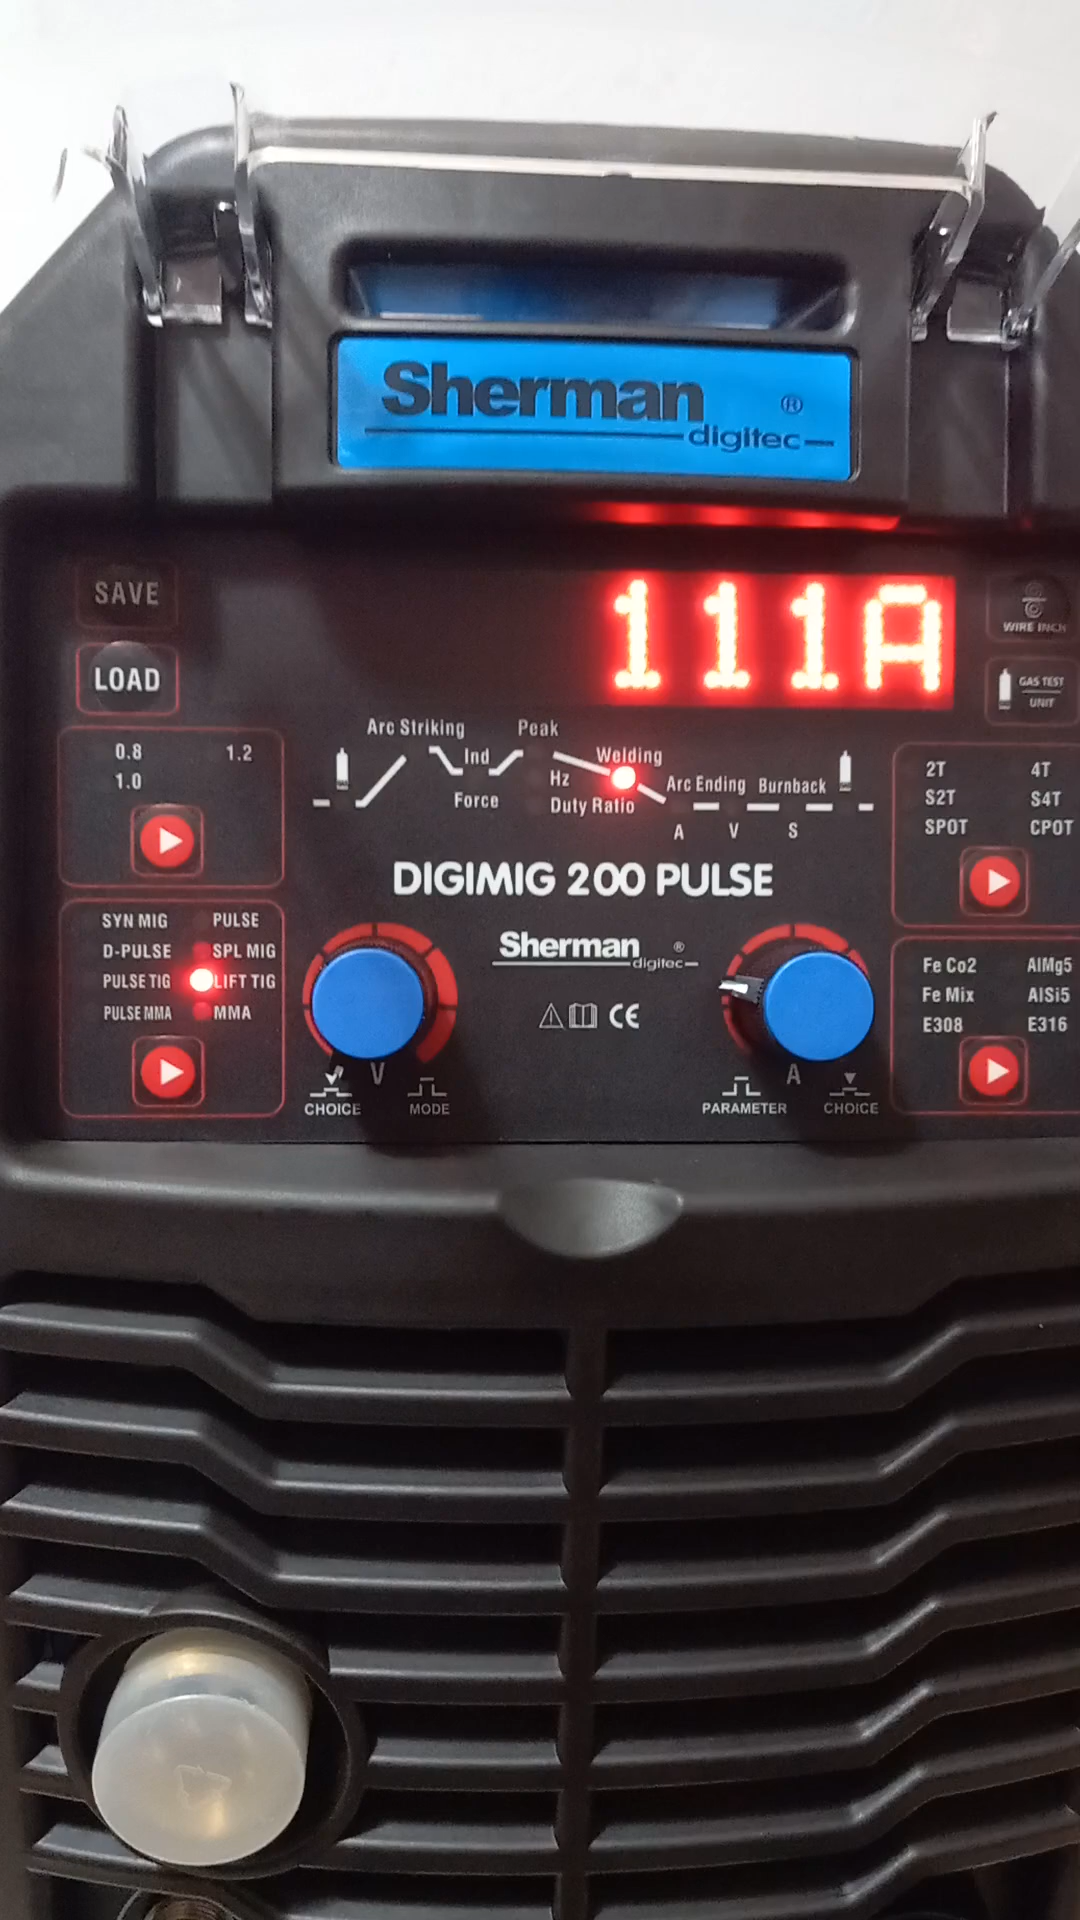 Sherman ®
digitec
SAVE
111A
WIRE INCH
LOAD
GAS TEST
UNIT
Arc Striking
Peak
Ind
Welding
Hz
Arc Ending
Burnback
Force
Duty Ratio
A V S
0.8 1.2
1.0
2T 4T
S2T S4T
SPOT CPOT
DIGIMIG 200 PULSE
SYN MIG PULSE
D-PULSE SPL MIG
PULSE TIG LIFT TIG
PULSE MMA MMA
Sherman ®
digitec
CE
Fe Co2 AlMg5
Fe Mix AlSi5
E308 E316
V
CHOICE MODE
A
PARAMETER CHOICE